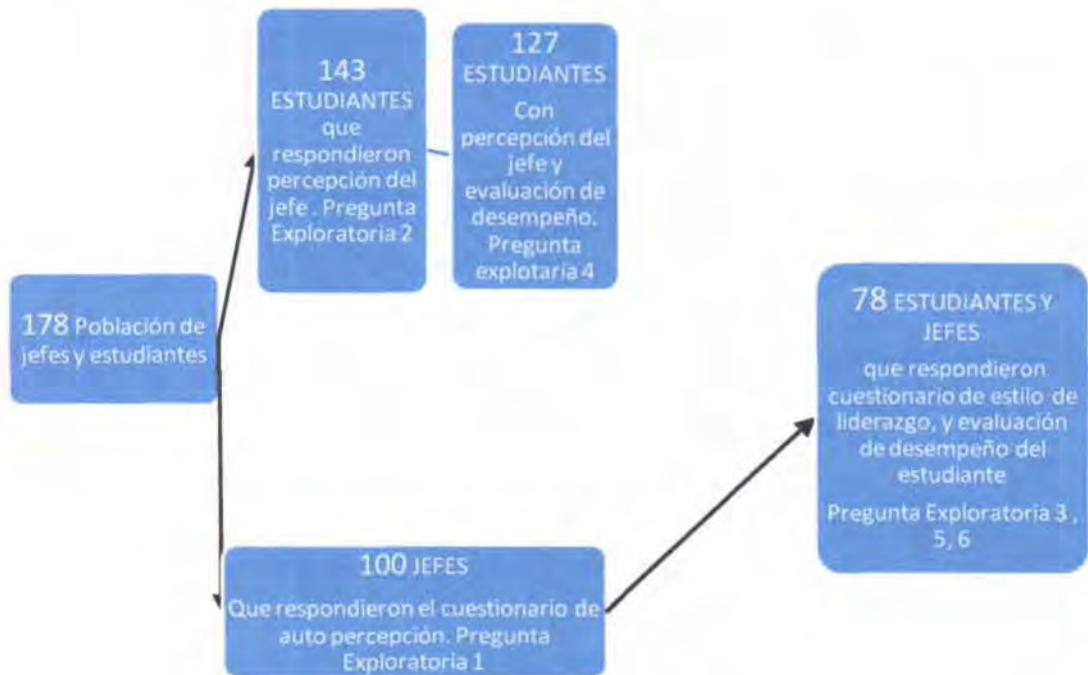 178 Población de
jefes y estudiantes
143
ESTUDIANTES
que
respondieron
percepción del
jefe . Pregunta
Exploratoria 2
127
ESTUDIANTES
Con
percepción del
jefe y
evaluación de
desempeño.
Pregunta
explotaria 4
100 JEFES
Que respondieron el cuestionario de
auto percepción. Pregunta
Exploratoria 1
78 ESTUDIANTES Y
JEFES
que respondieron
cuestionario de estilo de
liderazgo, y evaluación
de desempeño del
estudiante
Pregunta Exploratoria 3 ,
5, 6